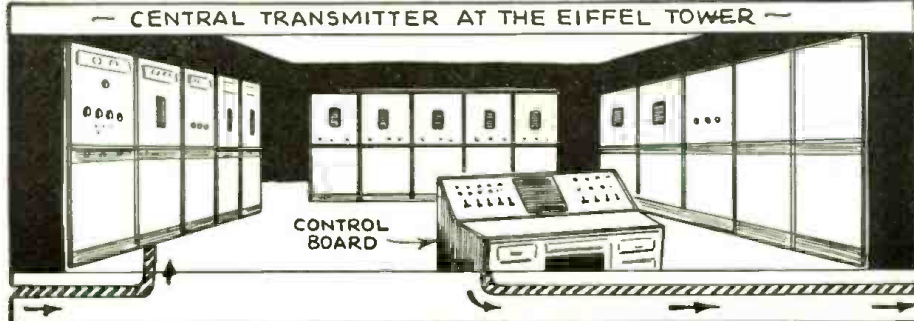 ~ CENTRAL TRANSMITTER AT THE EIFFEL TOWER ~
CONTROL
BOARD